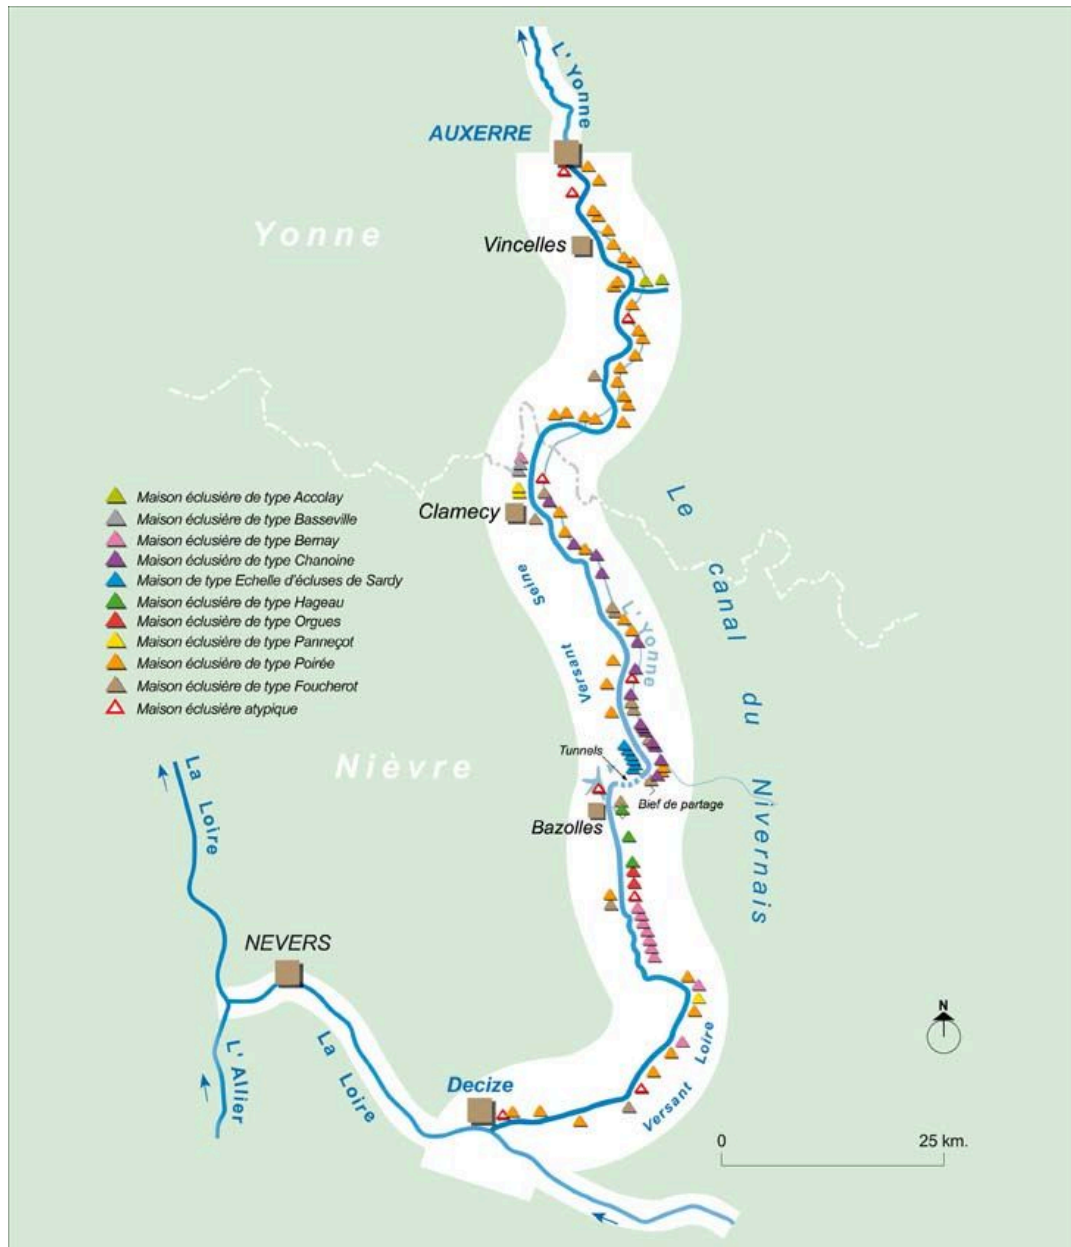 L'Yonne
AUXERRE
Yonne
Vincelles
Clamecy
Maison éclusière de type Accolay
Maison éclusière de type Basseville
Maison éclusière de type Bernay
Maison éclusière de type Chanoine
Maison de type Echelle d'écluses de Sardy
Maison éclusière de type Hageau
Maison éclusière de type Orgues
Maison éclusière de type Panneçot
Maison éclusière de type Poirée
Maison éclusière de type Foucherot
Maison éclusière atypique
Le canal du Nivernais
Versant Seine
L'Yonne
Nièvre
Tunnels
Bief de partage
Bazolles
La Loire
NEVERS
L'Allier
La Loire
Decize
Versant Loire
N
0 25 km.